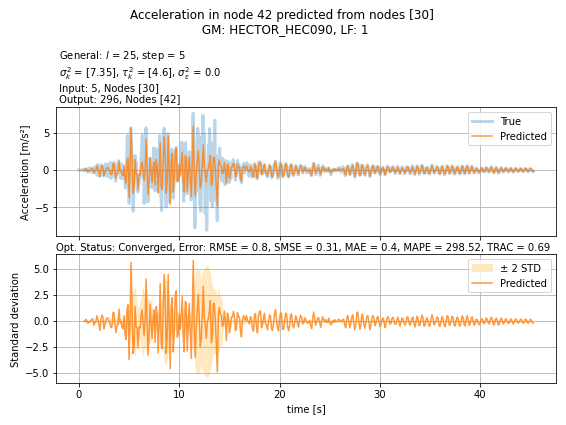 Acceleration in node 42 predicted from nodes [30]
GM: HECTOR_HEC090, LF: 1
General: l = 25, step = 5
σ²ₖ = [7.35], τ²ₖ = [4.6], σ²ₑ = 0.0
Input: 5, Nodes [30]
Output: 296, Nodes [42]
Acceleration [m/s²]
5
0
−5
True
Predicted
Opt. Status: Converged, Error: RMSE = 0.8, SMSE = 0.31, MAE = 0.4, MAPE = 298.52, TRAC = 0.69
Standard deviation
5.0
2.5
0.0
−2.5
−5.0
± 2 STD
Predicted
0
10
20
30
40
time [s]